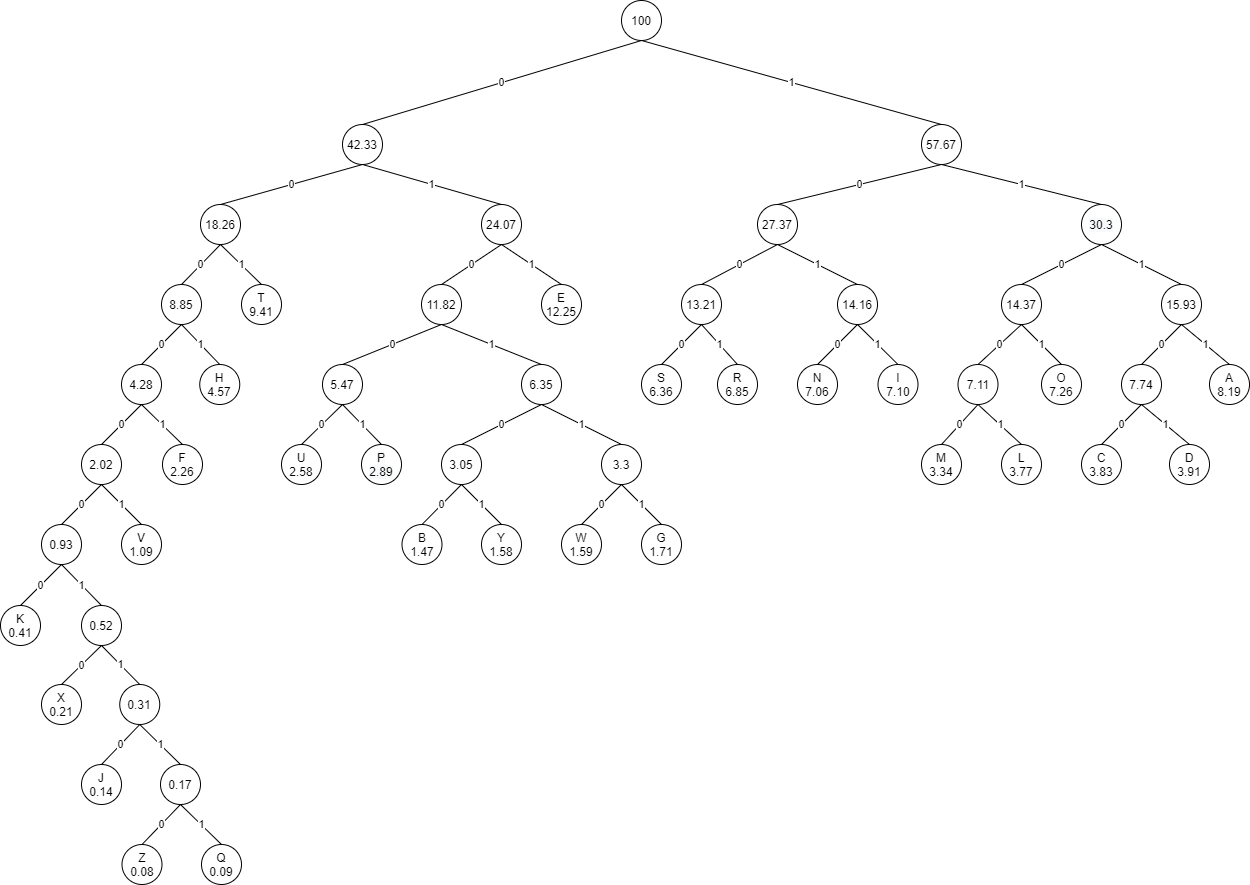 100
0 1
42.33 57.67
0 1 0 1
18.26 24.07 27.37 30.3
0 1 0 1 0 1 0 1
8.85 T 11.82 E 13.21 14.16 14.37 15.93
9.41 12.25
0 1 0 1 0 1 0 1 0 1 0 1
4.28 H 5.47 6.35 S R N I 7.11 O 7.74 A
4.57 6.36 6.85 7.06 7.10 7.26 8.19
0 1 0 1 0 1 0 1 0 1
2.02 F U P 3.05 3.3 M L C D
2.26 2.58 2.89 3.34 3.77 3.83 3.91
0 1 0 1 0 1
0.93 V B Y W G
1.09 1.47 1.58 1.59 1.71
0 1
K 0.52
0.41
0 1
X 0.31
0.21
0 1
J 0.17
0.14
0 1
Z Q
0.08 0.09